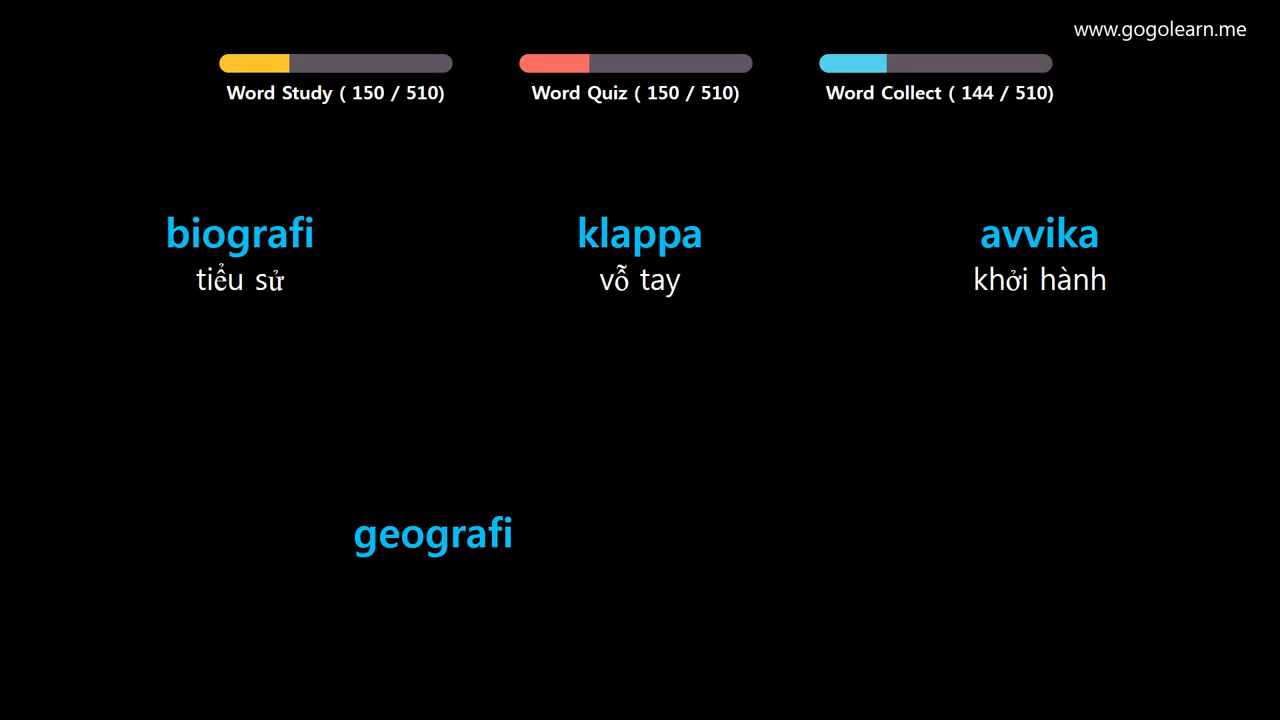 www.gogolearn.me
Word Study ( 150 / 510)
Word Quiz ( 150 / 510)
Word Collect ( 144 / 510)
biografi
tiểu sử
klappa
vỗ tay
avvika
khởi hành
geografi